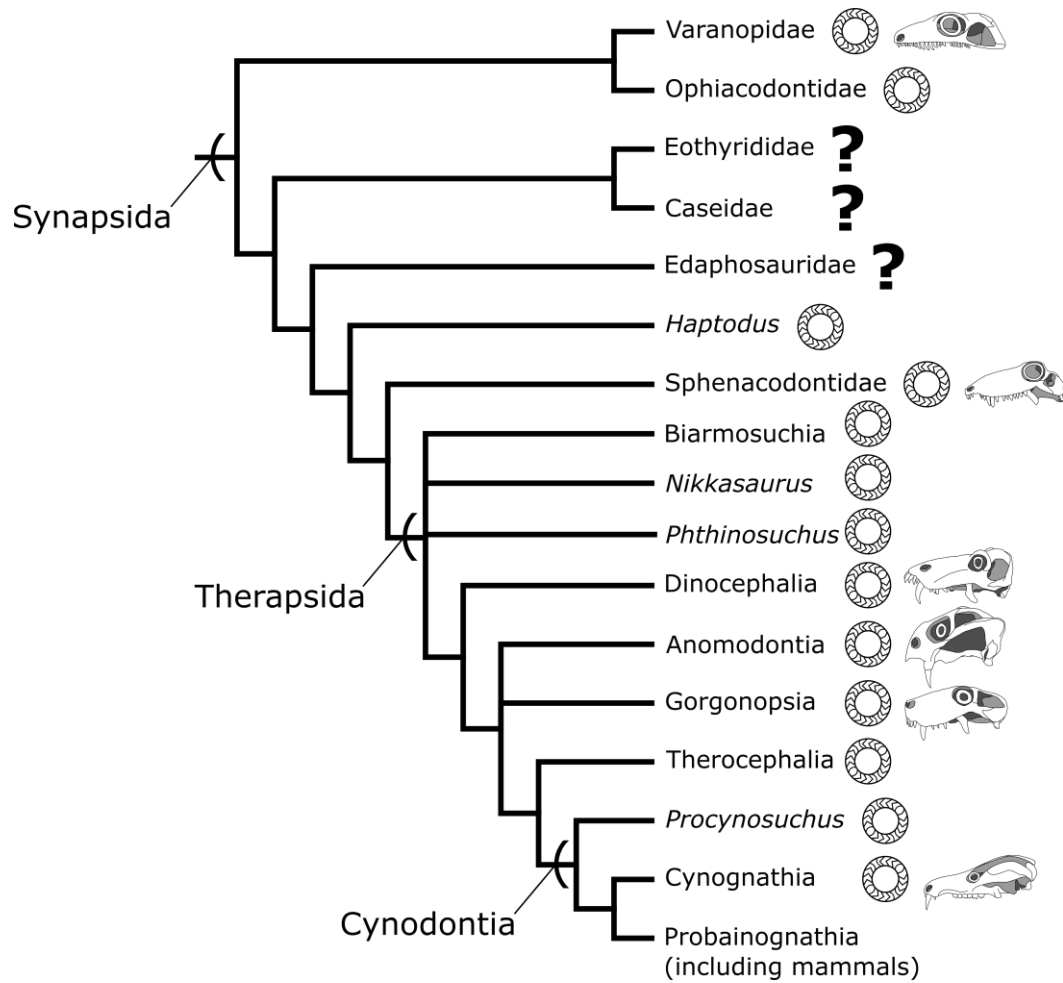 Varanopidae
Ophiacodontidae
Eothyrididae ?
Caseidae ?
Synapsida
Edaphosauridae ?
Haptodus
Sphenacodontidae
Biarmosuchia
Nikkasaurus
Phthinosuchus
Dinocephalia
Therapsida
Anomodontia
Gorgonopsia
Therocephalia
Procynosuchus
Cynognathia
Cynodontia
Probainognathia
(including mammals)